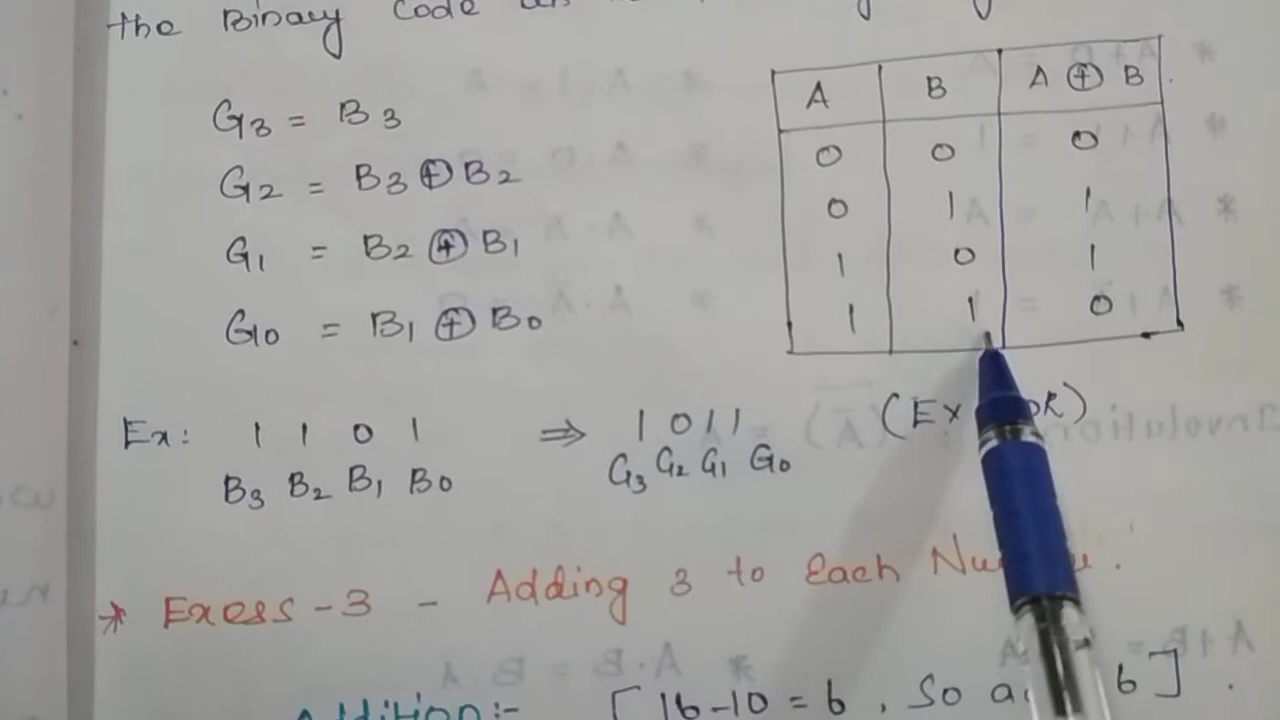 the Binary Code
G3 = B3
G2 = B3 ⊕ B2
G1 = B2 ⊕ B1
G0 = B1 ⊕ B0
A B A ⊕ B
0 0 0
0 1 1
1 0 1
1 1 0
Ex: 1 1 0 1 ⇒ 1 0 1 1 (Ex
B3 B2 B1 B0 G3 G2 G1 G0
* Exess-3 - Adding 3 to Each
Addition:- [16-10 = 6, So 6].